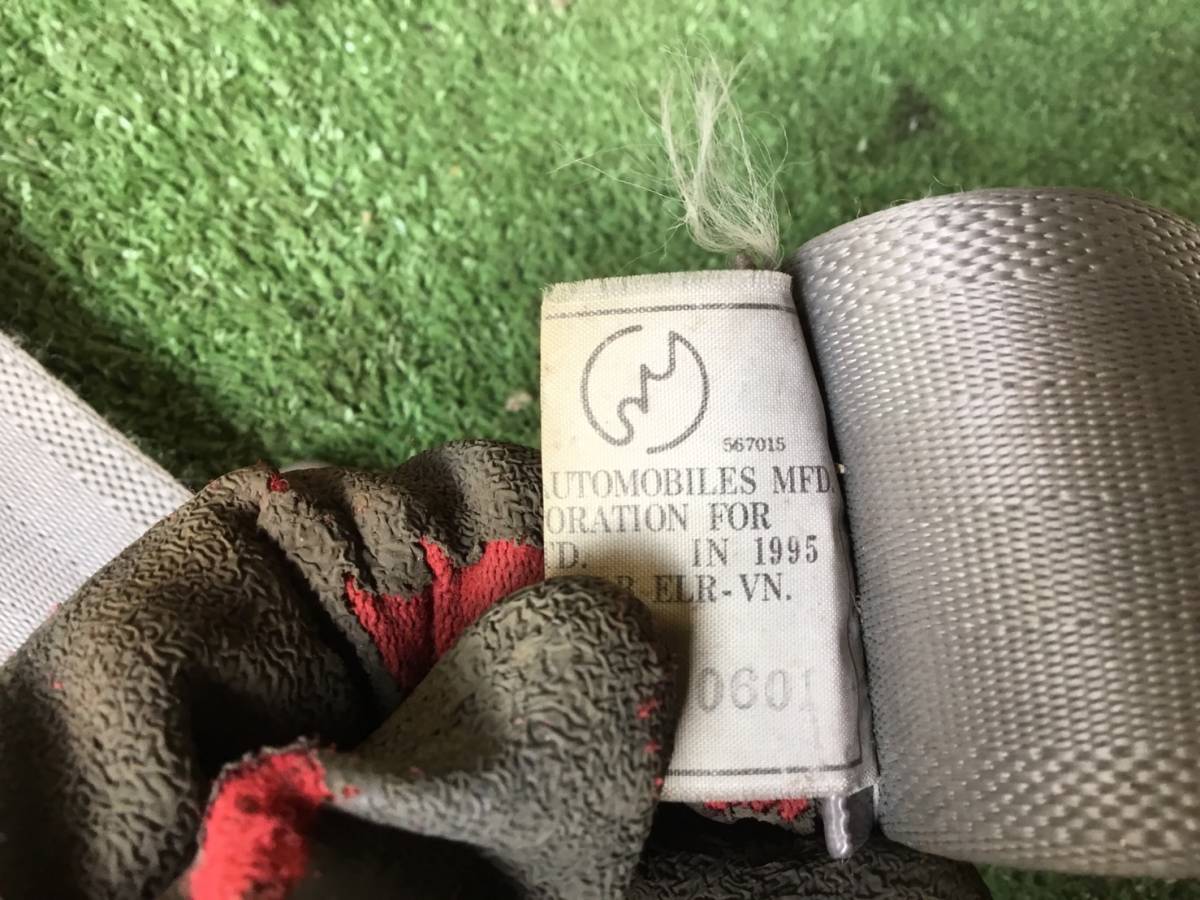 567015
AUTOMOBILES MFD.
ORATION FOR
D. IN 1995
R ELR-VN.
0601